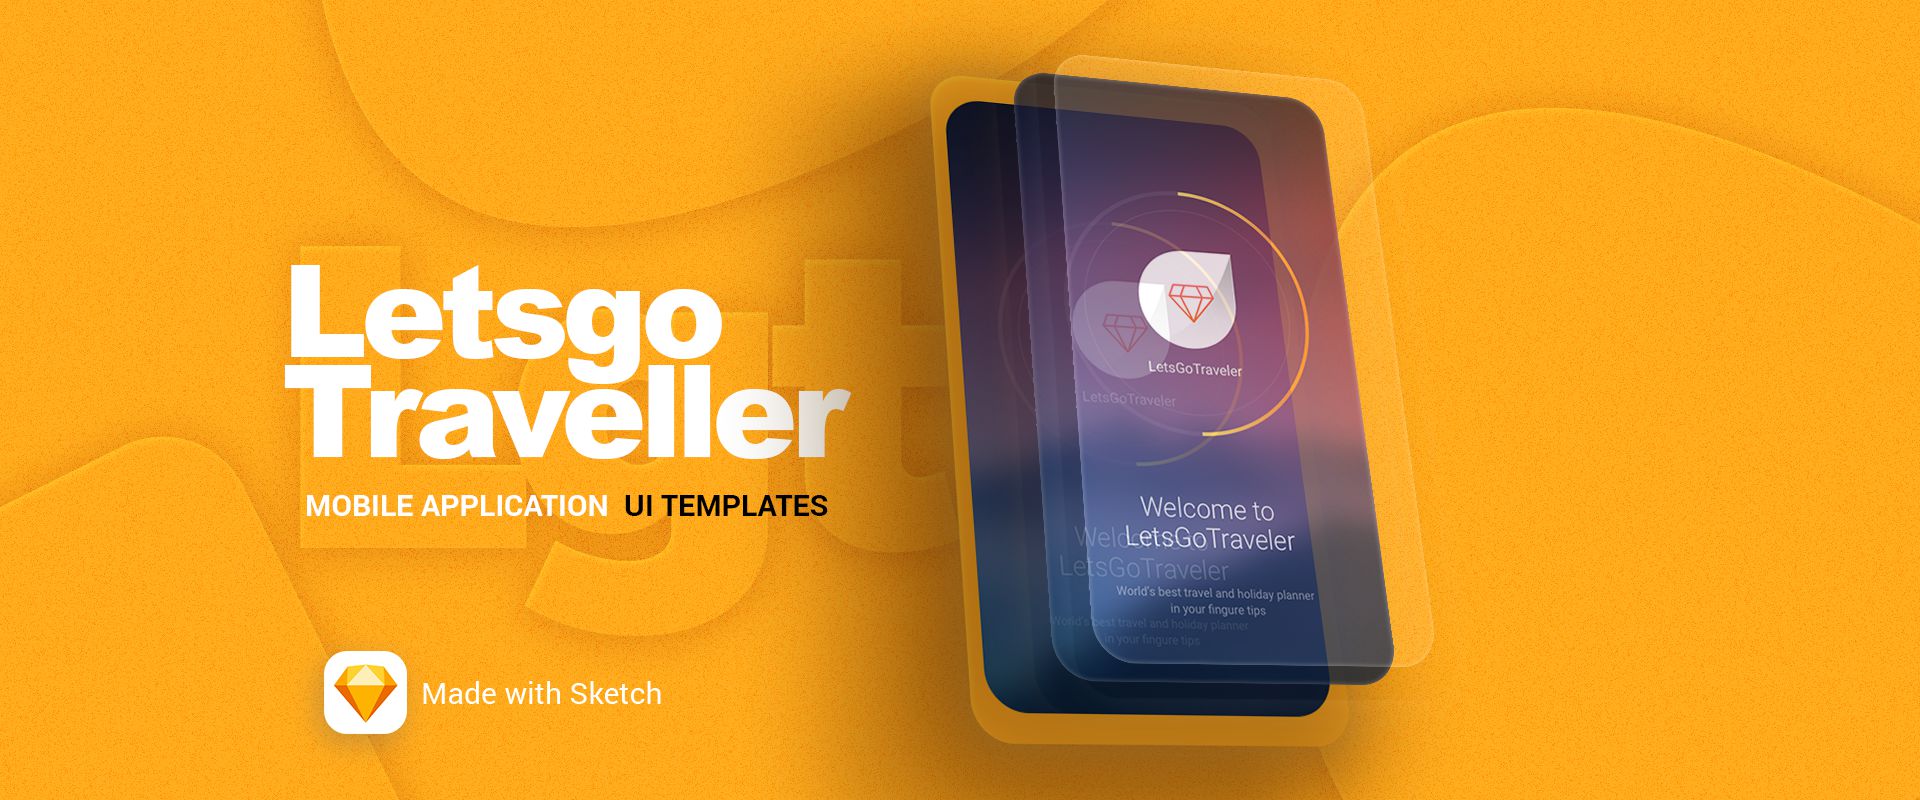 Letsgo
Traveller
MOBILE APPLICATION UI TEMPLATES
Made with Sketch
Lgt
LetsGoTraveler
LetsGoTraveler
Welcome to
LetsGoTraveler
Welcome to
LetsGoTraveler
World's best travel and holiday planner
in your fingure tips
World's best travel and holiday planner
in your fingure tips